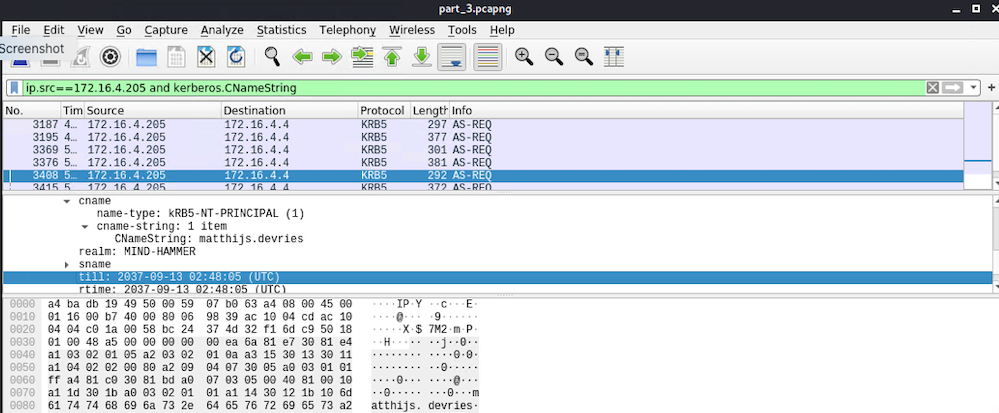 part_3.pcapng
File Edit View Go Capture Analyze Statistics Telephony Wireless Tools Help
Screenshot
ip.src==172.16.4.205 and kerberos.CNameString
No. Tim Source Destination Protocol Length Info
3187 4… 172.16.4.205 172.16.4.4 KRB5 297 AS-REQ
3195 4… 172.16.4.205 172.16.4.4 KRB5 377 AS-REQ
3369 5… 172.16.4.205 172.16.4.4 KRB5 301 AS-REQ
3376 5… 172.16.4.205 172.16.4.4 KRB5 381 AS-REQ
3408 5… 172.16.4.205 172.16.4.4 KRB5 292 AS-REQ
3415 5… 172.16.4.205 172.16.4.4 KRB5 372 AS-REQ
cname
name-type: kRB5-NT-PRINCIPAL (1)
cname-string: 1 item
CNameString: matthijs.devries
realm: MIND-HAMMER
sname
till: 2037-09-13 02:48:05 (UTC)
rtime: 2037-09-13 02:48:05 (UTC)
0000 a4 ba db 19 49 50 00 59 07 b0 63 a4 08 00 45 00 ····IP·Y ··c···E·
0010 01 16 00 b7 40 00 80 06 98 39 ac 10 04 cd ac 10 ····@··· ·9······
0020 04 04 c0 1a 00 58 bc 24 37 4d 32 f1 6d c9 50 18 ·····X·$ 7M2·m·P·
0030 01 00 48 a5 00 00 00 00 00 ea 6a 81 e7 30 81 e4 ··H····· ··j··0··
0040 a1 03 02 01 05 a2 03 02 01 0a a3 15 30 13 30 11 ········ ····0·0·
0050 a1 04 02 02 00 80 a2 09 04 07 30 05 a0 03 01 01 ········ ··0·····
0060 ff a4 81 c0 30 81 bd a0 07 03 05 00 40 81 00 10 ····0··· ····@···
0070 a1 1d 30 1b a0 03 02 01 01 a1 14 30 12 1b 10 6d ··0····· ···0···m
0080 61 74 74 68 69 6a 73 2e 64 65 76 72 69 65 73 a2 atthijs. devries·